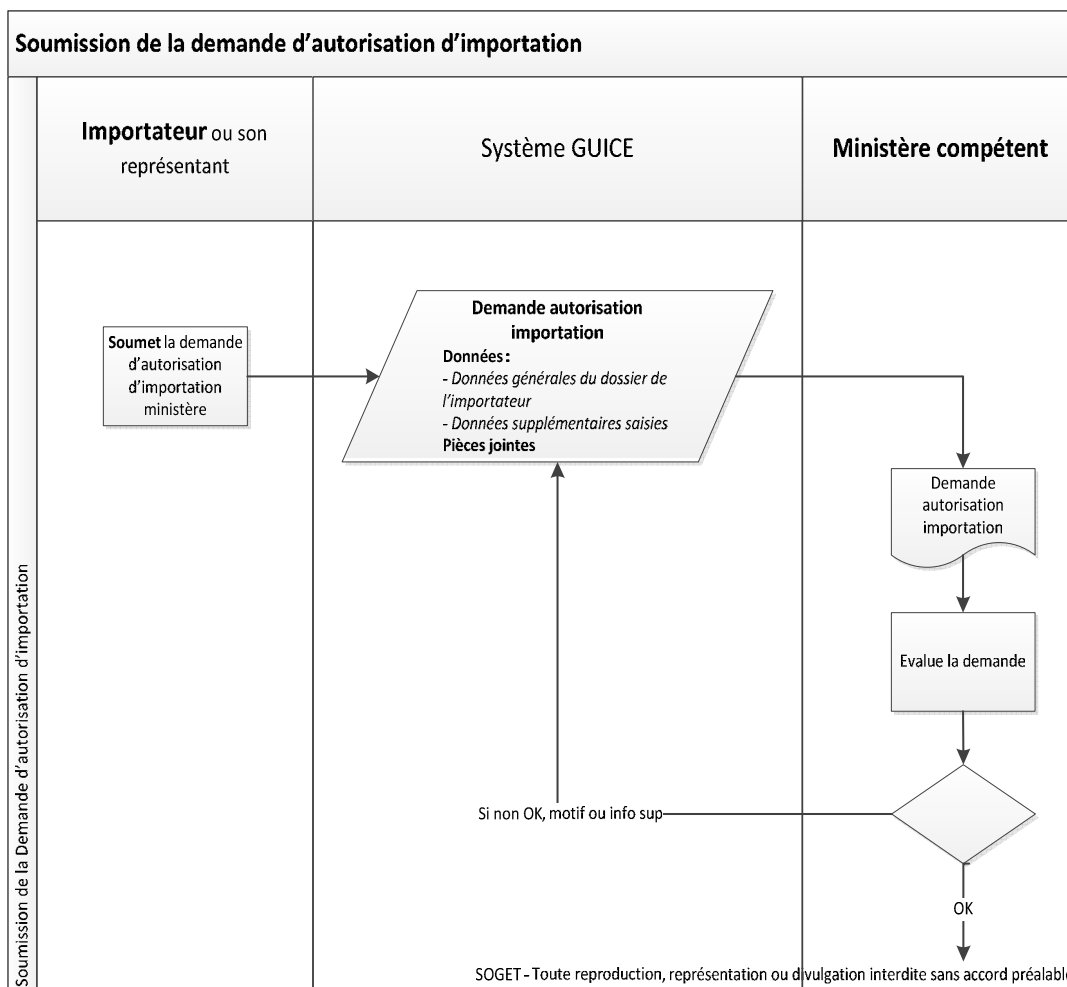 Soumission de la demande d'autorisation d'importation
Importateur ou son
représentant
Système GUICE
Ministère compétent
Soumet la demande
d'autorisation
d'importation
ministère
Demande autorisation
importation
Données :
- Données générales du dossier de
l'importateur
- Données supplémentaires saisies
Pièces jointes
Demande
autorisation
importation
Evalue la demande
Si non OK, motif ou info sup
OK
Soumission de la Demande d'autorisation d'importation
SOGET - Toute reproduction, représentation ou divulgation interdite sans accord préalable